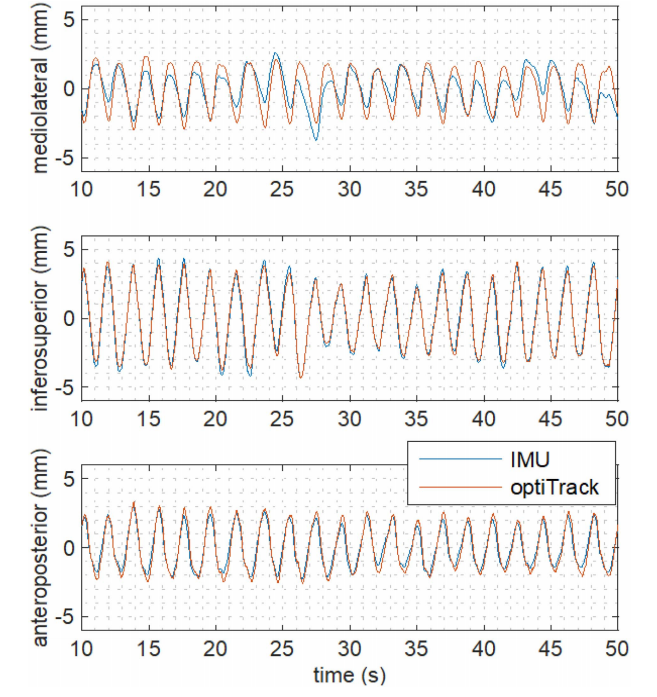 mediolateral (mm)
5
0
-5
10 15 20 25 30 35 40 45 50
inferosuperior (mm)
5
0
-5
10 15 20 25 30 35 40 45 50
IMU
optiTrack
anteroposterior (mm)
5
0
-5
10 15 20 25 30 35 40 45 50
time (s)